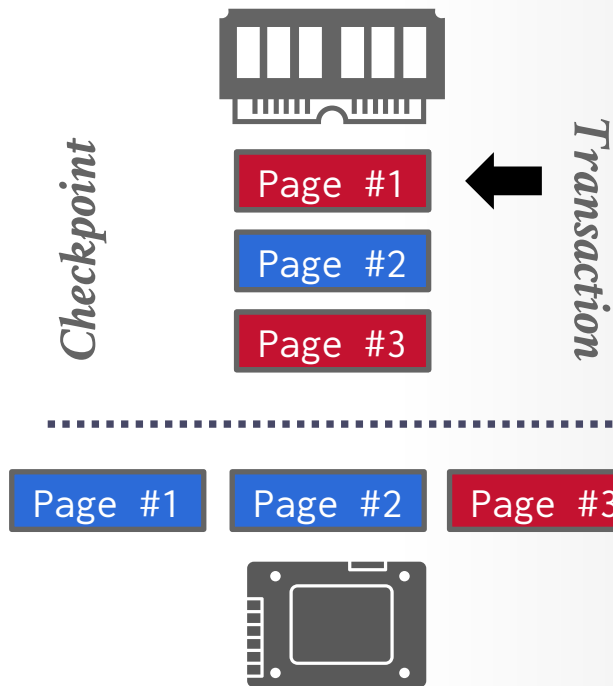 Checkpoint
Transaction
Page #1
Page #2
Page #3
Page #1
Page #2
Page #3